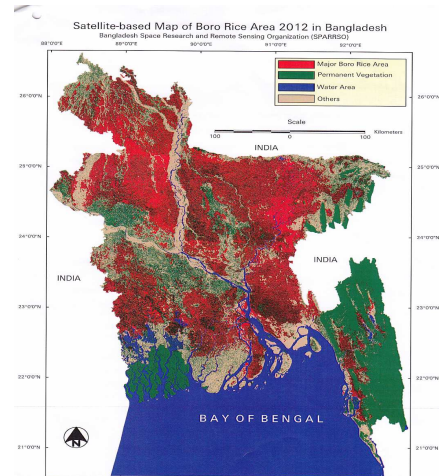 Satellite-based Map of Boro Rice Area 2012 in Bangladesh
Bangladesh Space Research and Remote Sensing Organization (SPARRSO)
88°0'0"E 89°0'0"E 90°0'0"E 91°0'0"E 92°0'0"E
Major Boro Rice Area
Permanent Vegetation
Water Area
Others
26°0'0"N 26°0'0"N
Scale
100 0 100 Kilometers
INDIA
25°0'0"N 25°0'0"N
24°0'0"N 24°0'0"N
INDIA INDIA
23°0'0"N 23°0'0"N
22°0'0"N 22°0'0"N
BAY OF BENGAL
N
21°0'0"N 21°0'0"N